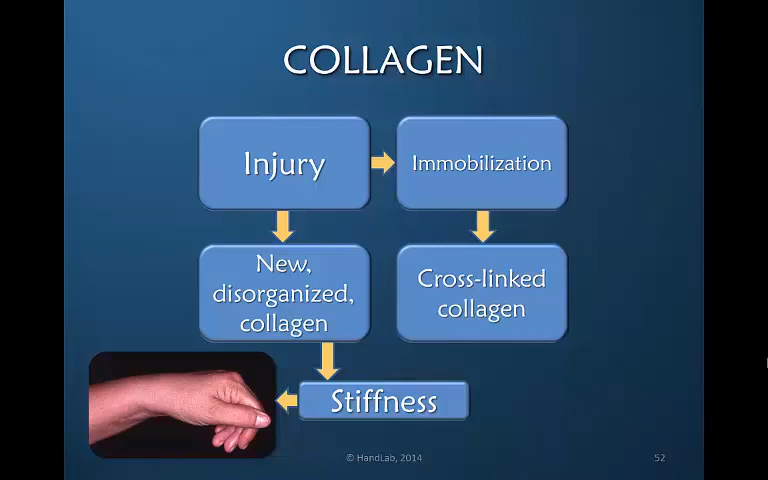 COLLAGEN
Injury
Immobilization
New,
disorganized,
collagen
Cross-linked
collagen
Stiffness
© HandLab, 2014
52